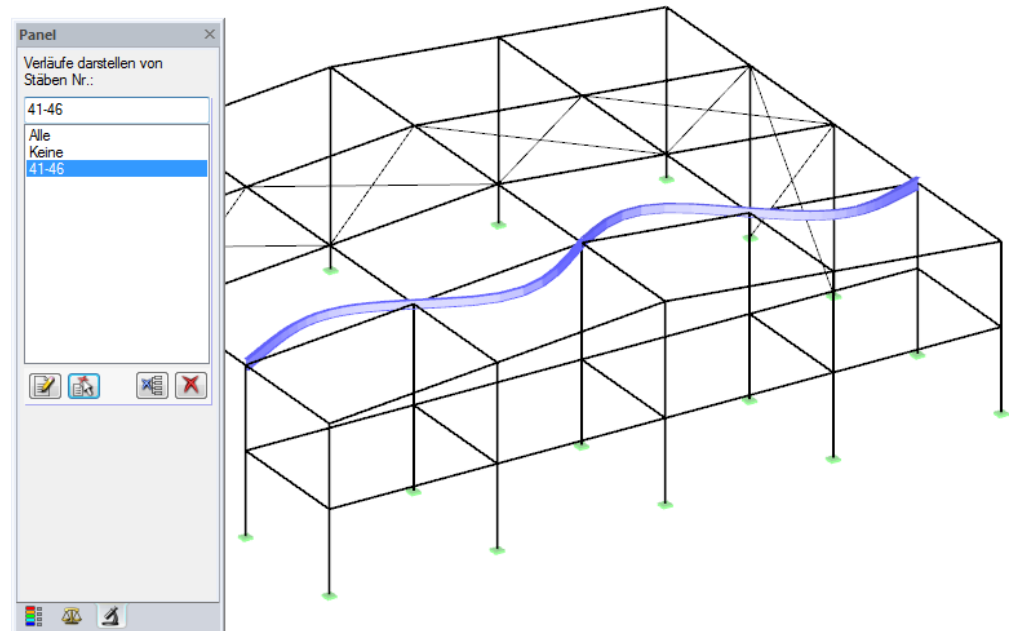 Panel
Verläufe darstellen von
Stäben Nr.:
41-46
Alle
Keine
41-46